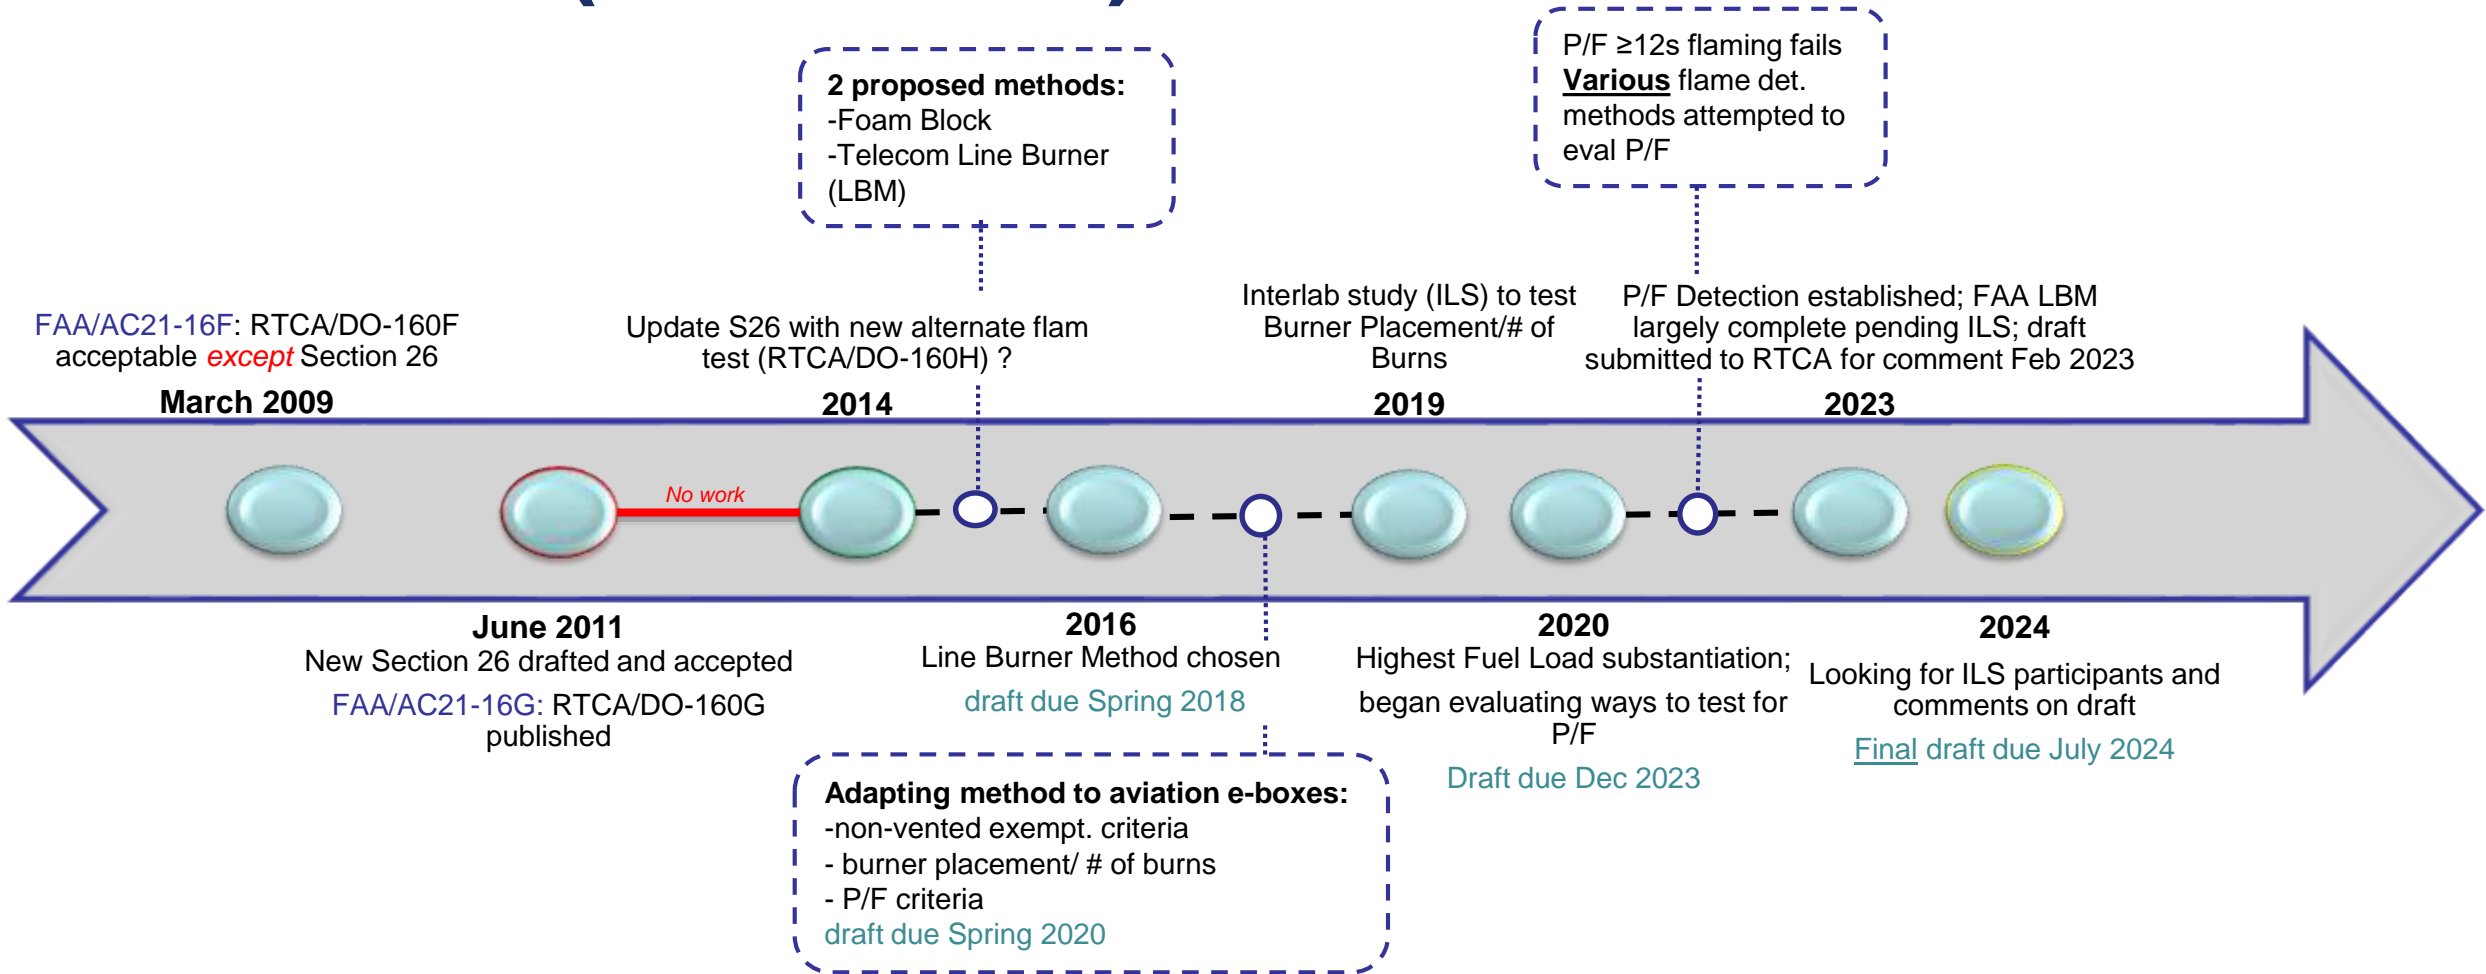 2 proposed methods:
-Foam Block
-Telecom Line Burner
(LBM)
P/F ≥12s flaming fails
Various flame det.
methods attempted to
eval P/F
FAA/AC21-16F: RTCA/DO-160F
acceptable except Section 26
March 2009
Update S26 with new alternate flam
test (RTCA/DO-160H) ?
2014
Interlab study (ILS) to test
Burner Placement/# of
Burns
2019
P/F Detection established; FAA LBM
largely complete pending ILS; draft
submitted to RTCA for comment Feb 2023
2023
No work
June 2011
New Section 26 drafted and accepted
FAA/AC21-16G: RTCA/DO-160G
published
2016
Line Burner Method chosen
draft due Spring 2018
2020
Highest Fuel Load substantiation;
began evaluating ways to test for
P/F
Draft due Dec 2023
2024
Looking for ILS participants and
comments on draft
Final draft due July 2024
Adapting method to aviation e-boxes:
-non-vented exempt. criteria
- burner placement/ # of burns
- P/F criteria
draft due Spring 2020